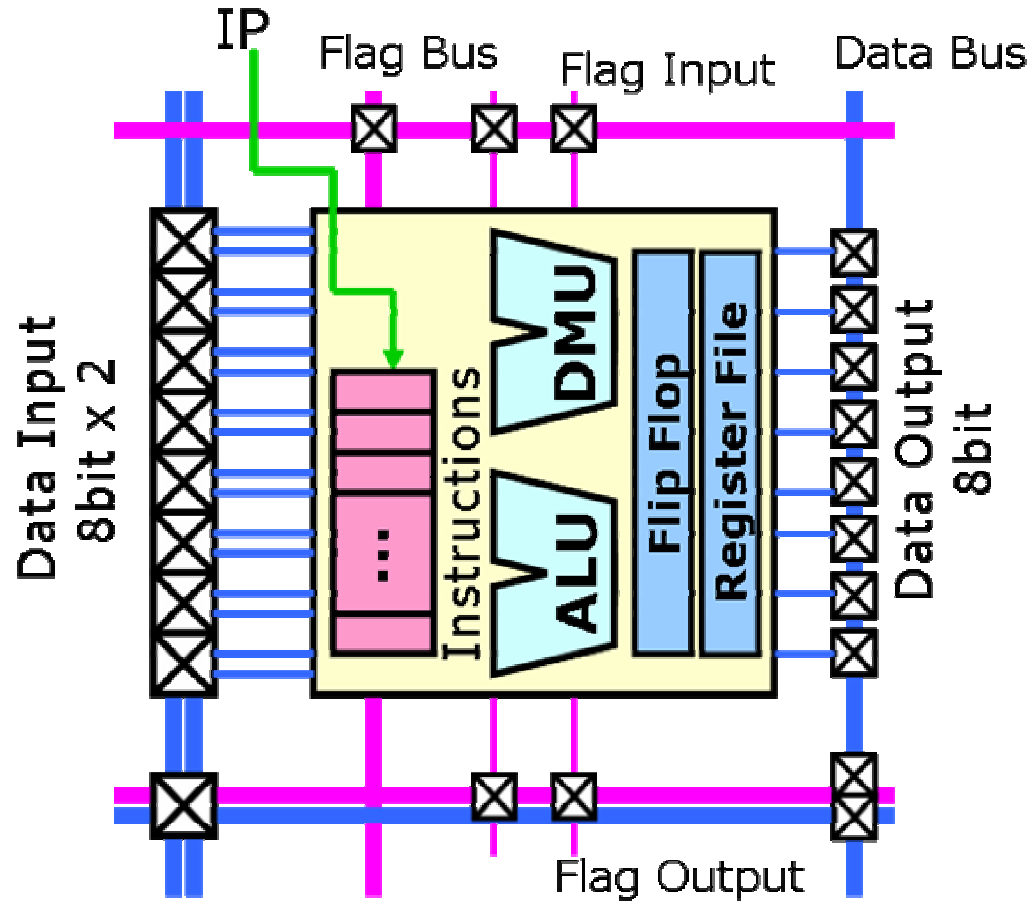 IP
Flag Bus
Flag Input
Data Bus
Data Input
8bit x 2
...
Instructions
DMU
ALU
Flip Flop
Register File
Data Output
8bit
Flag Output